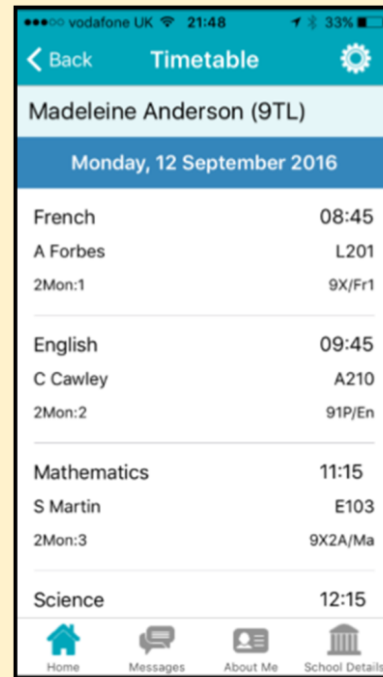 vodafone UK 21:48 33%
Back Timetable
Madeleine Anderson (9TL)
Monday, 12 September 2016
French 08:45
A Forbes L201
2Mon:1 9X/Fr1
English 09:45
C Cawley A210
2Mon:2 91P/En
Mathematics 11:15
S Martin E103
2Mon:3 9X2A/Ma
Science 12:15
Home Messages About Me School Details